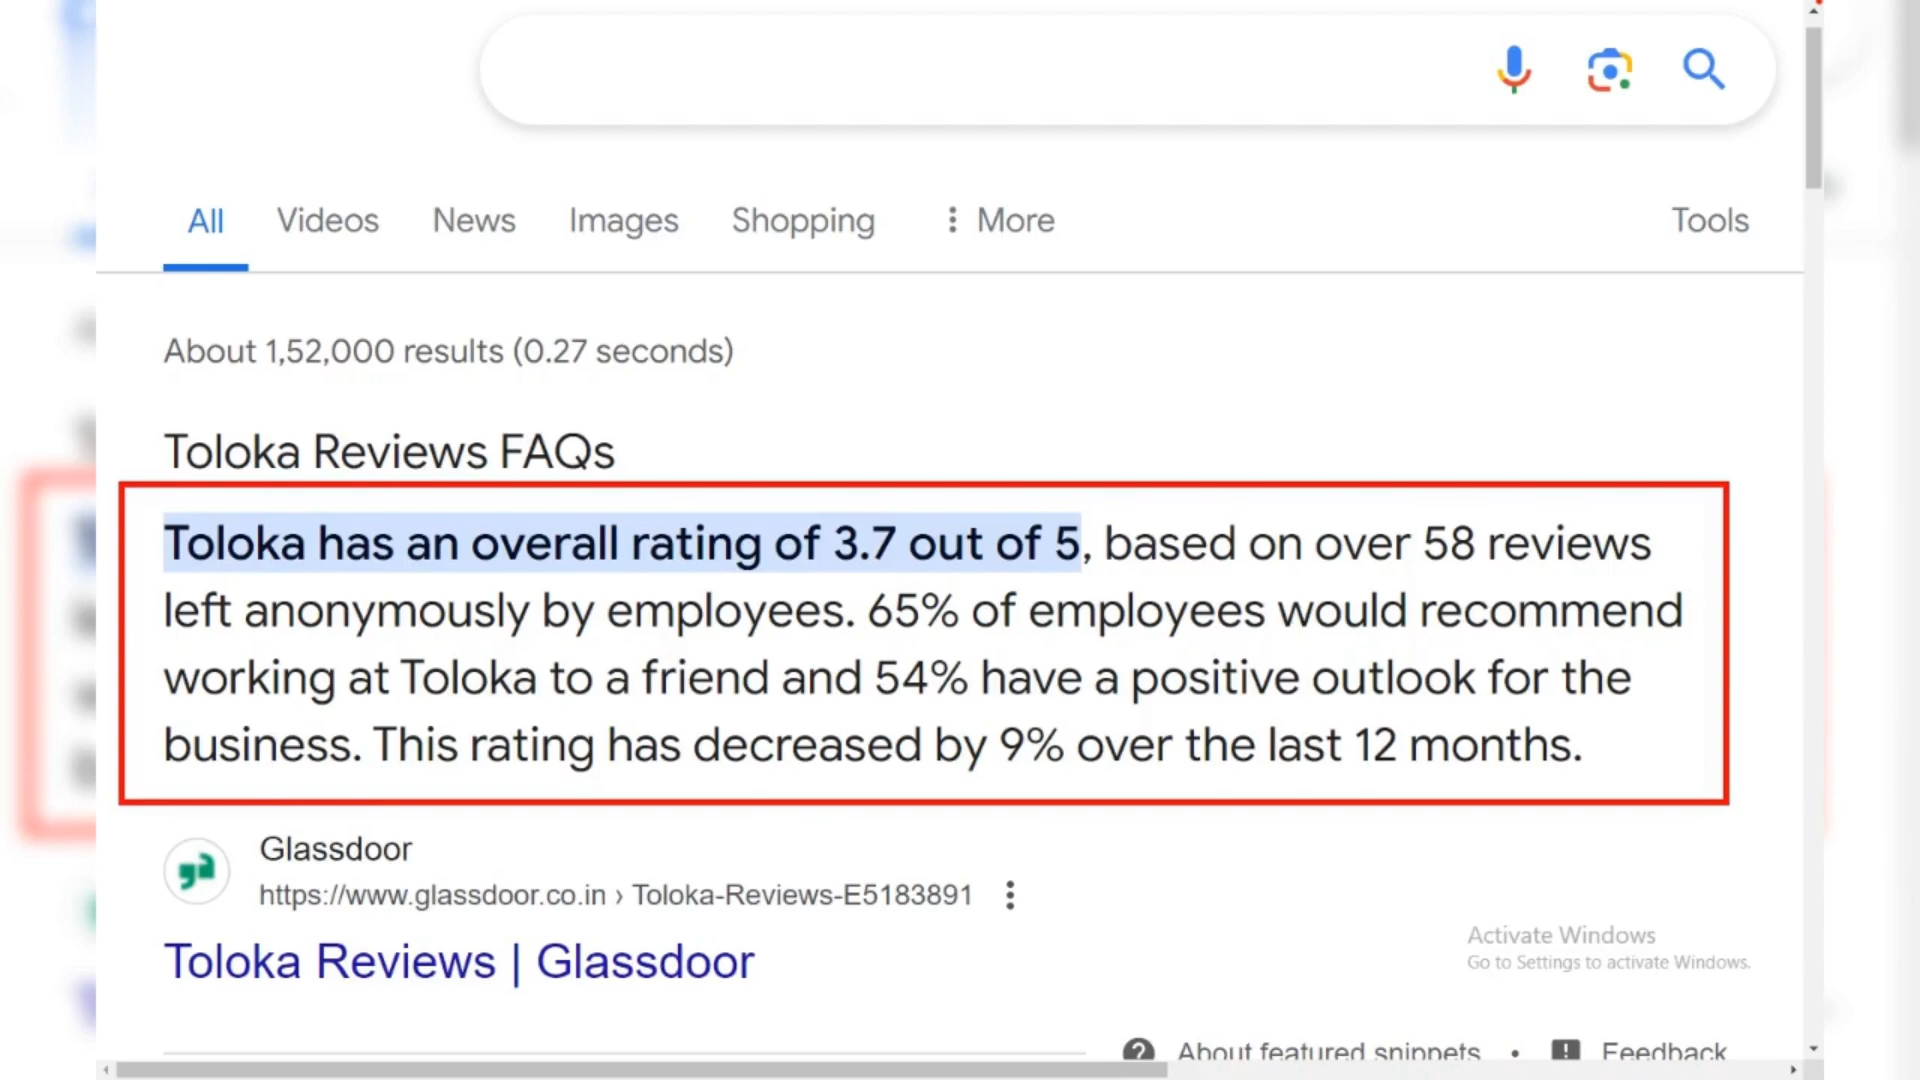 All Videos News Images Shopping More Tools
About 1,52,000 results (0.27 seconds)
Toloka Reviews FAQs
Toloka has an overall rating of 3.7 out of 5, based on over 58 reviews
left anonymously by employees. 65% of employees would recommend
working at Toloka to a friend and 54% have a positive outlook for the
business. This rating has decreased by 9% over the last 12 months.
Glassdoor
https://www.glassdoor.co.in › Toloka-Reviews-E5183891
Toloka Reviews | Glassdoor
Activate Windows
Go to Settings to activate Windows.
About featured snippets • Feedback